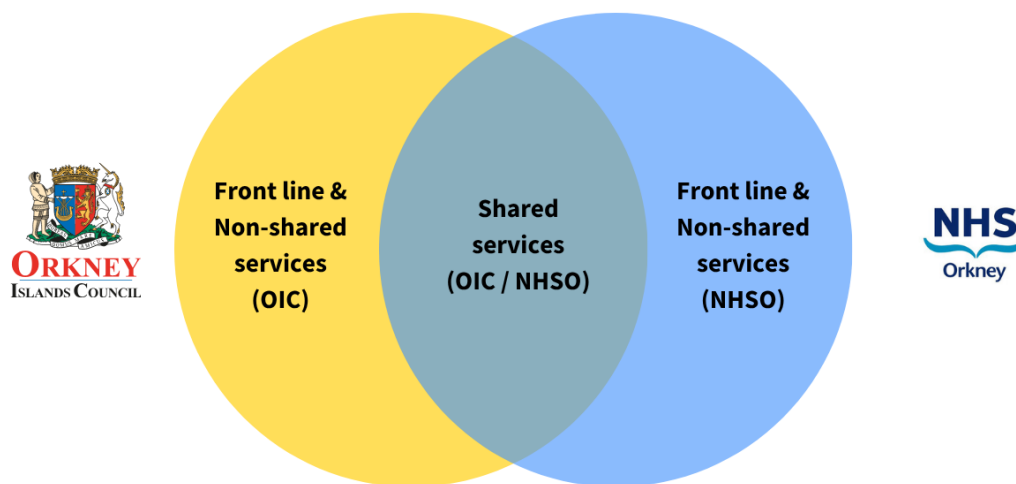 ORKNEY
ISLANDS COUNCIL
Front line &
Non-shared
services
(OIC)
Shared
services
(OIC / NHSO)
Front line &
Non-shared
services
(NHSO)
NHS
Orkney